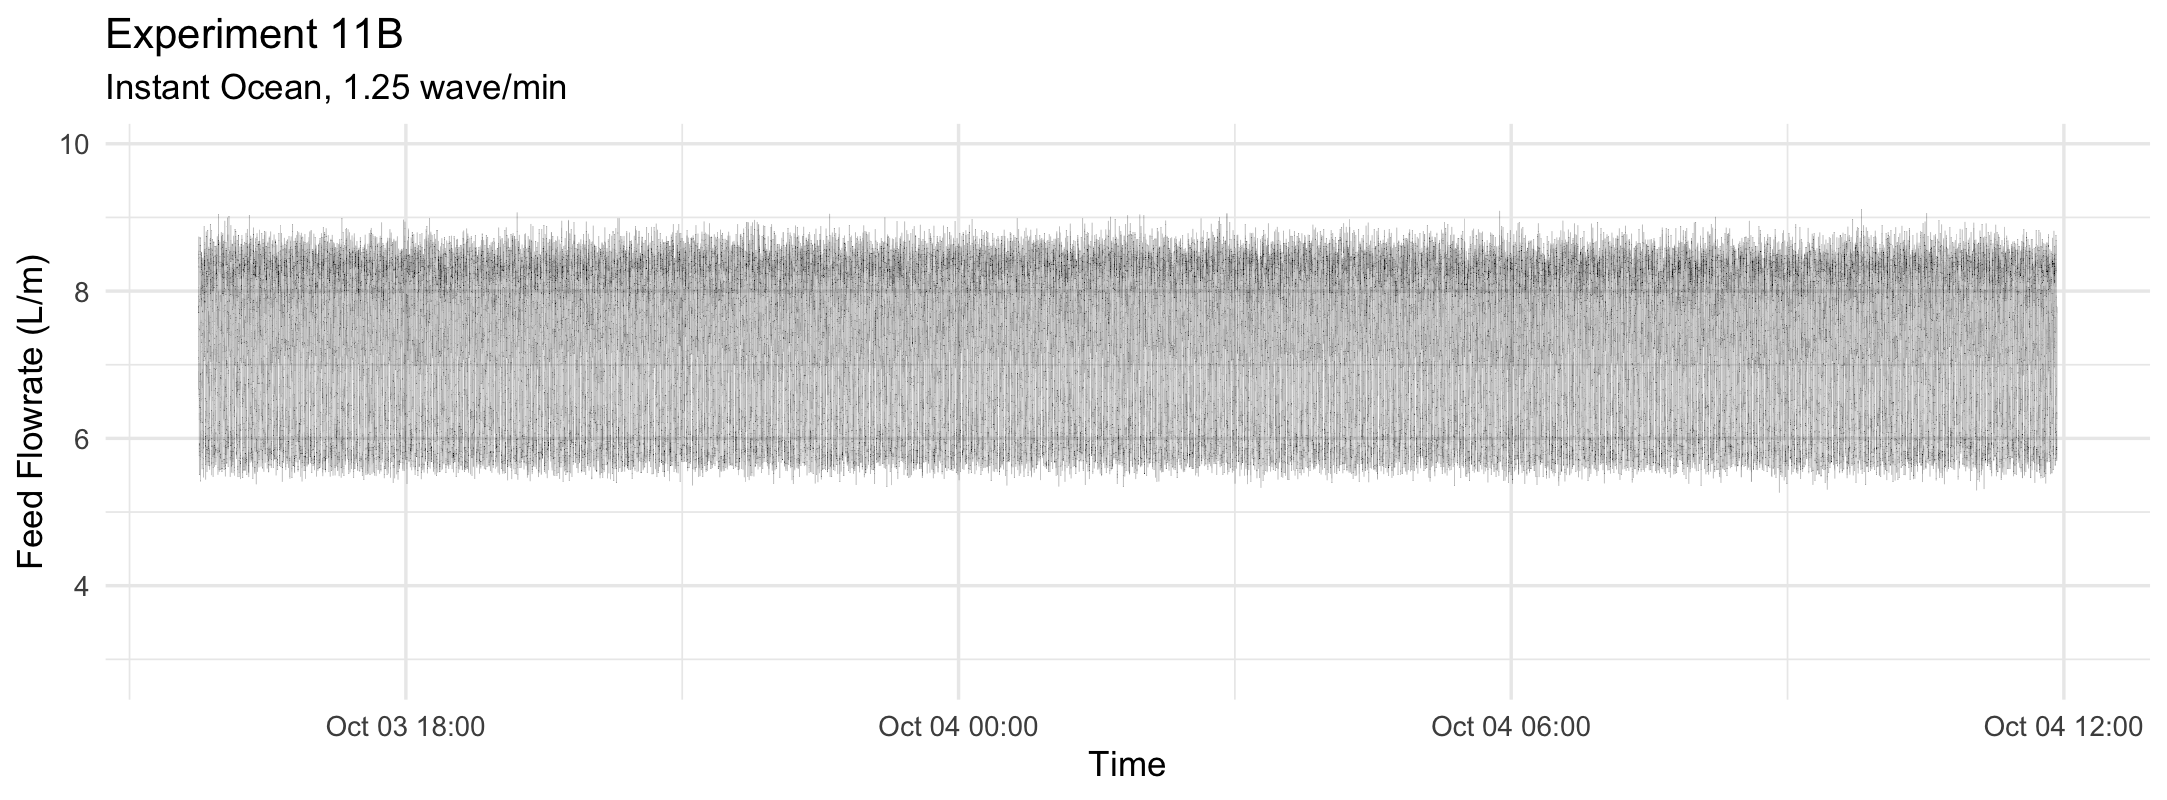 Experiment 11B
Instant Ocean, 1.25 wave/min
10
8
6
4
Feed Flowrate (L/m)
Oct 03 18:00
Oct 04 00:00
Oct 04 06:00
Oct 04 12:00
Time